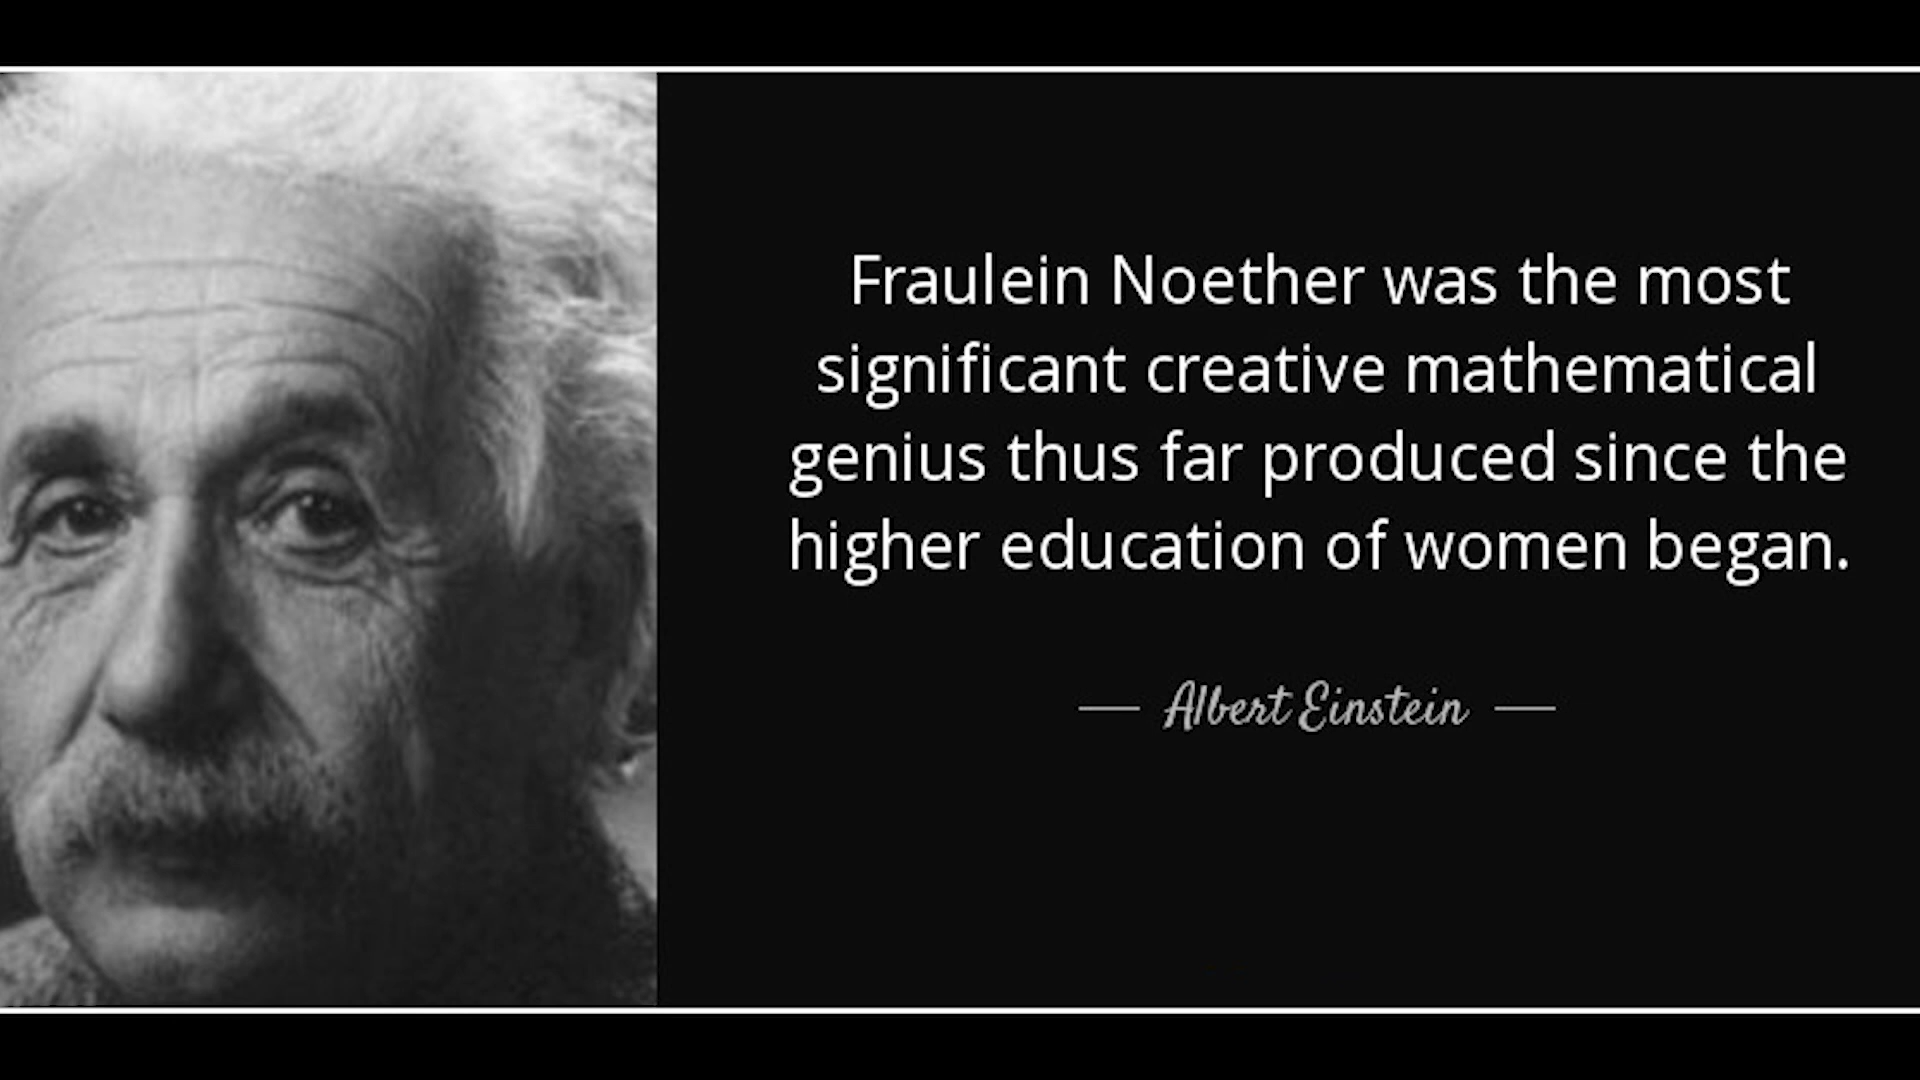 Fraulein Noether was the most
significant creative mathematical
genius thus far produced since the
higher education of women began.
— Albert Einstein —